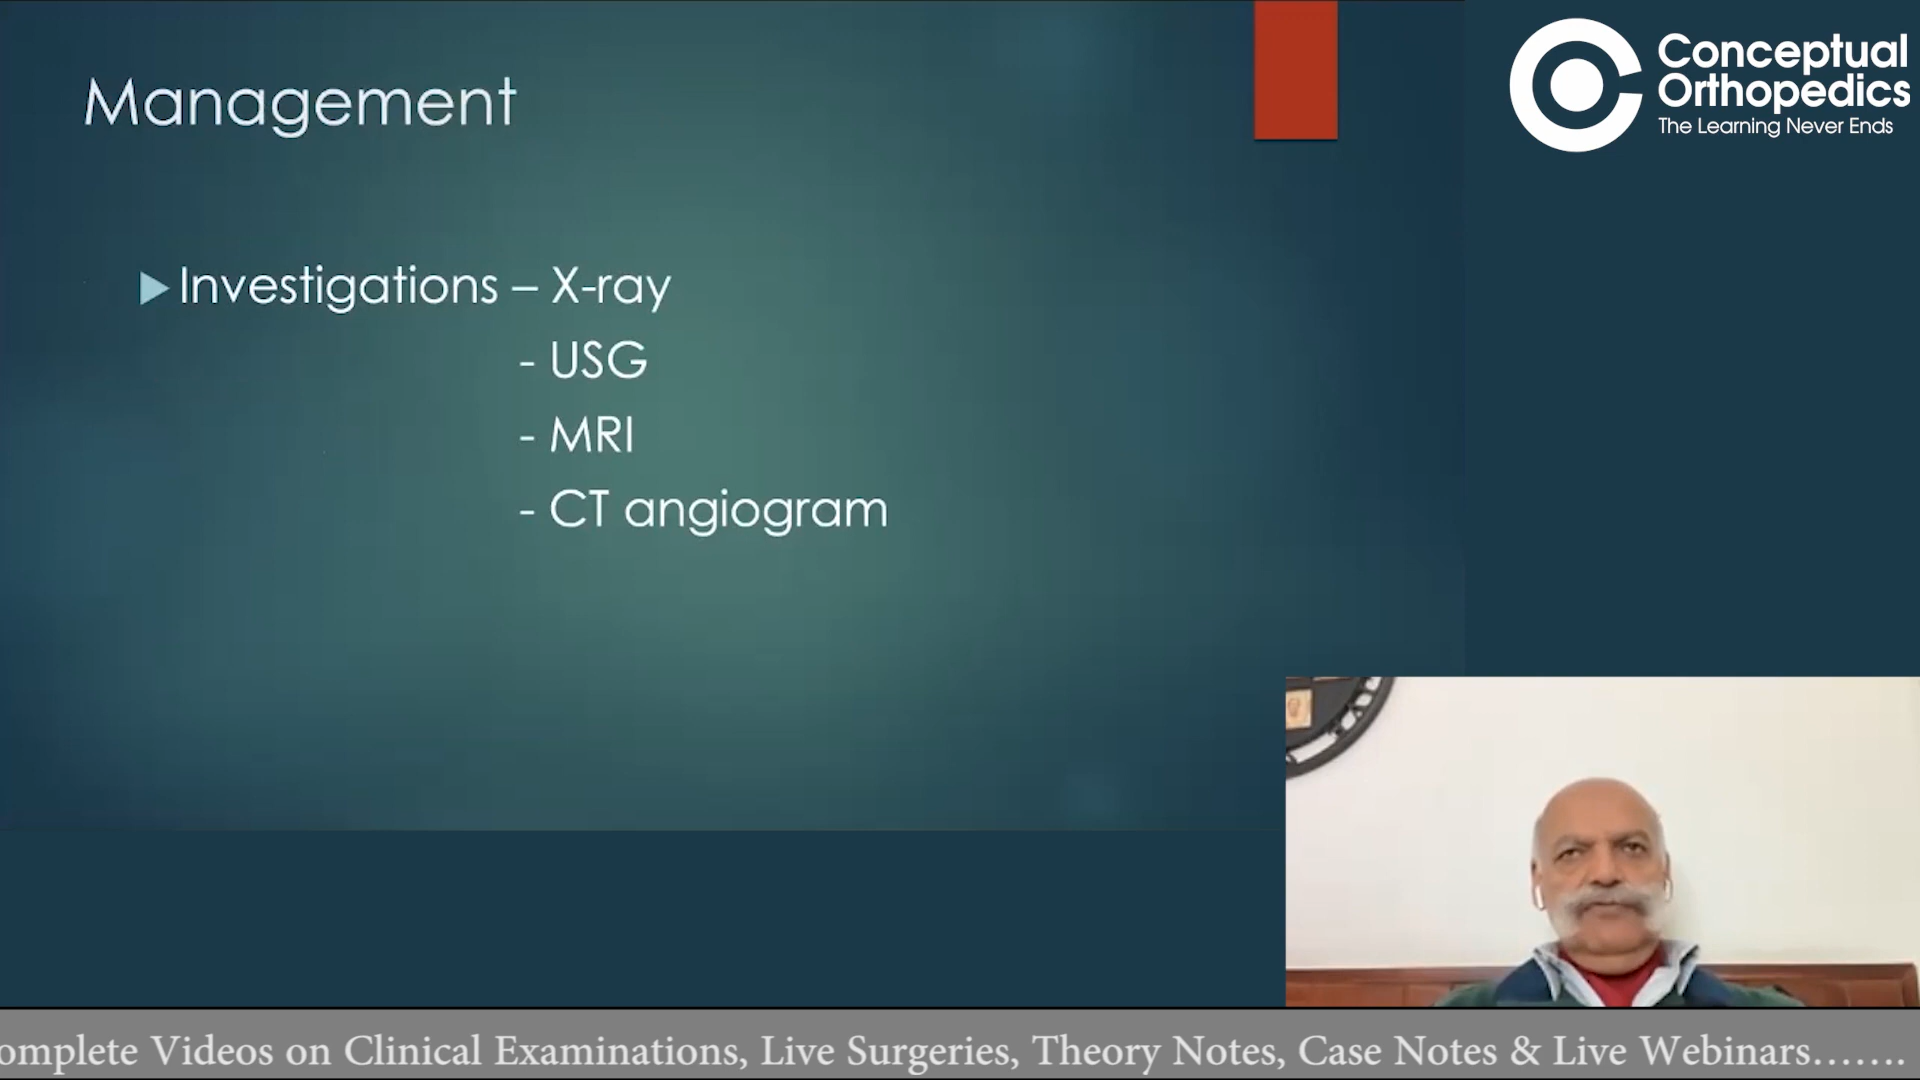 Management
Conceptual
Orthopedics
The Learning Never Ends
Investigations – X-ray
- USG
- MRI
- CT angiogram
omplete Videos on Clinical Examinations, Live Surgeries, Theory Notes, Case Notes & Live Webinars.......